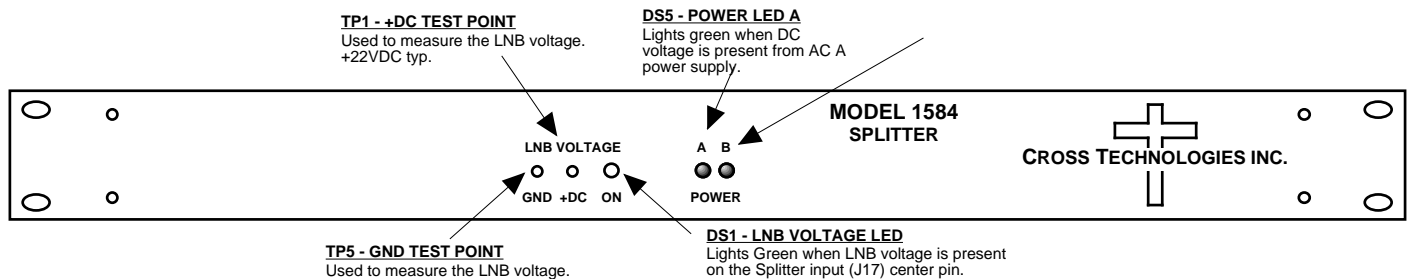 TP1 - +DC TEST POINT
Used to measure the LNB voltage.
+22VDC typ.
DS5 - POWER LED A
Lights green when DC
voltage is present from AC A
power supply.
MODEL 1584
SPLITTER
LNB VOLTAGE
A B
CROSS TECHNOLOGIES INC.
GND +DC ON
POWER
TP5 - GND TEST POINT
Used to measure the LNB voltage.
DS1 - LNB VOLTAGE LED
Lights Green when LNB voltage is present
on the Splitter input (J17) center pin.